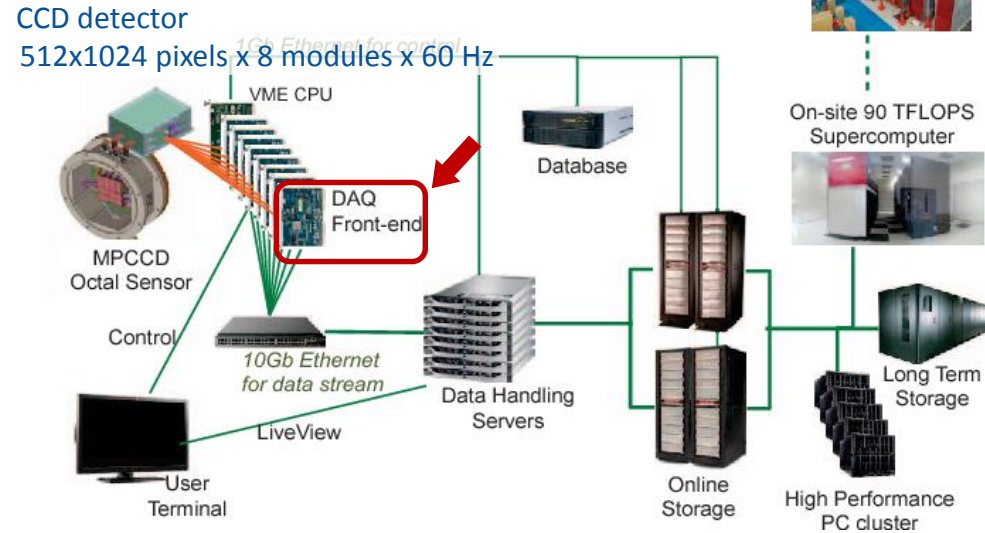 CCD detector
1Gb Ethernet for control
512x1024 pixels x 8 modules x 60 Hz
VME CPU
On-site 90 TFLOPS
Supercomputer
Database
DAQ
Front-end
MPCCD
Octal Sensor
Control
10Gb Ethernet
for data stream
Data Handling
Servers
Long Term
Storage
LiveView
User
Terminal
Online
Storage
High Performance
PC cluster